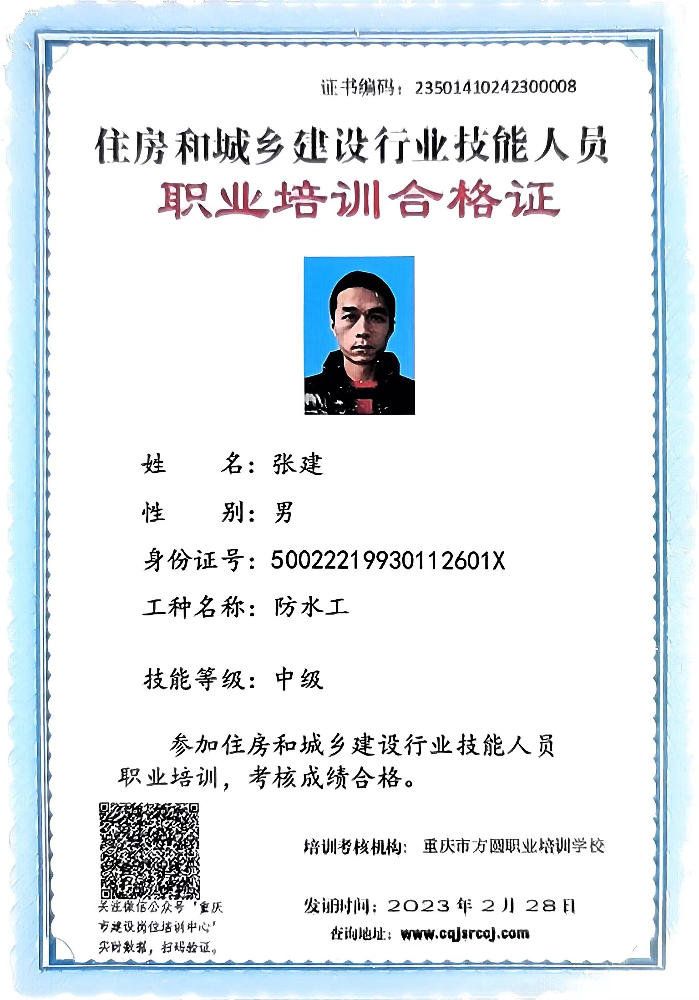 证书编码：23501410242300008
住房和城乡建设行业技能人员
职业培训合格证
姓 名：张建
性 别：男
身份证号：50022219930112601X
工种名称：防水工
技能等级：中级
参加住房和城乡建设行业技能人员
职业培训，考核成绩合格。
培训考核机构：重庆市方圆职业培训学校
关注微信公众号“重庆
市建设岗位培训中心”
实时数据，扫码验证。
发证时间：2023 年 2 月 28 日
查询地址：www.cqjsrccj.com